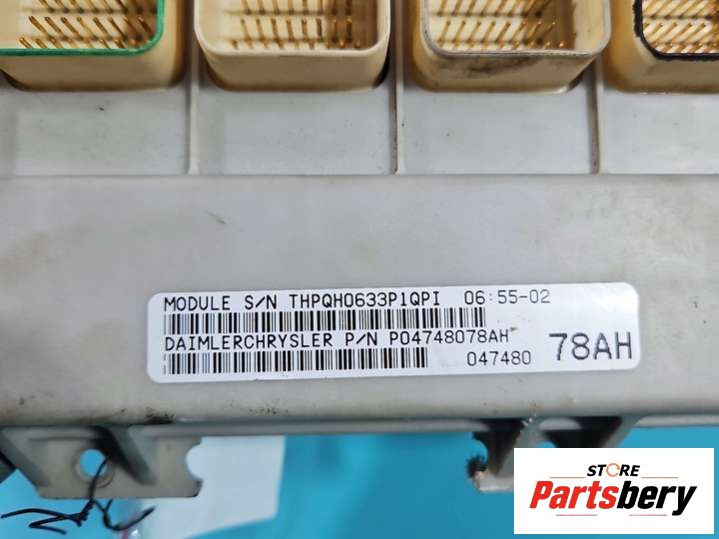 MODULE S/N THPQH0633P1QPI 06:55-02
DAIMLERCHRYSLER P/N P04748078AH
047480 78AH
STORE
Partsbery